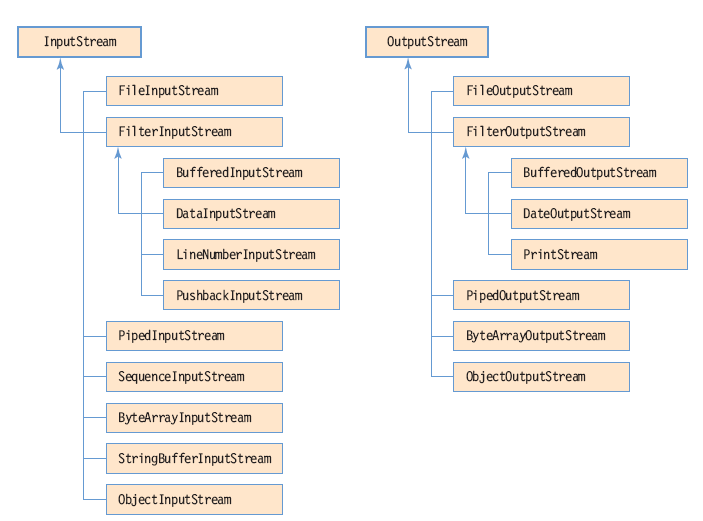 InputStream
FileInputStream
FilterInputStream
BufferedInputStream
DataInputStream
LineNumberInputStream
PushbackInputStream
PipedInputStream
SequenceInputStream
ByteArrayInputStream
StringBufferInputStream
ObjectInputStream
OutputStream
FileOutputStream
FilterOutputStream
BufferedOutputStream
DateOutputStream
PrintStream
PipedOutputStream
ByteArrayOutputStream
ObjectOutputStream